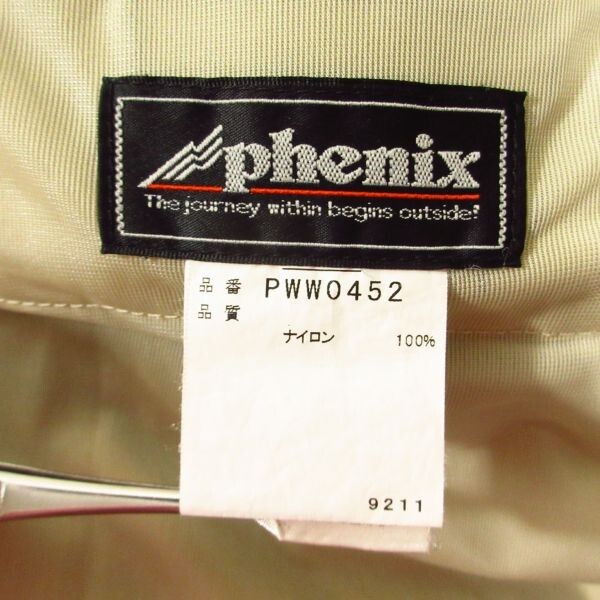 phenix
The journey within begins outside!
品番 PWW0452
品質
ナイロン 100%
9211